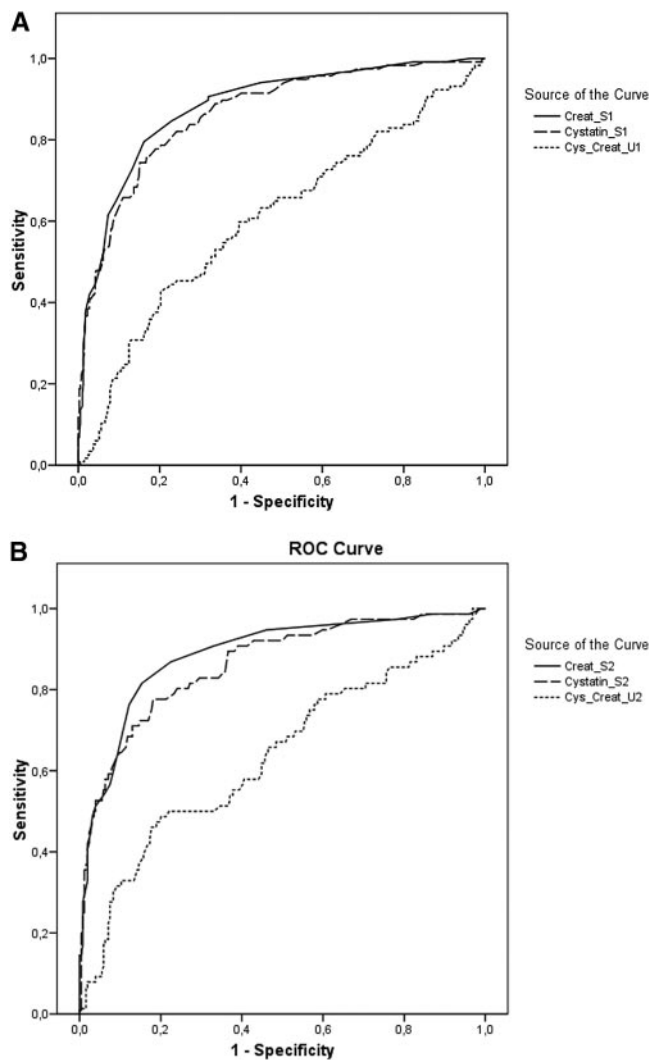 A
1,0
0,8
0,6
0,4
0,2
0,0
Sensitivity
0,0 0,2 0,4 0,6 0,8 1,0
1 - Specificity
Source of the Curve
Creat_S1
Cystatin_S1
Cys_Creat_U1
B
ROC Curve
1,0
0,8
0,6
0,4
0,2
0,0
Sensitivity
0,0 0,2 0,4 0,6 0,8 1,0
1 - Specificity
Source of the Curve
Creat_S2
Cystatin_S2
Cys_Creat_U2